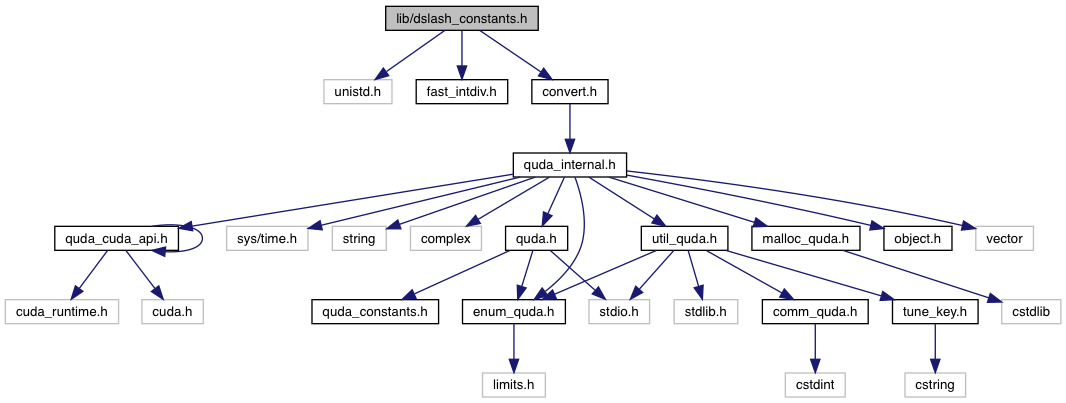 lib/dslash_constants.h
unistd.h
fast_intdiv.h
convert.h
quda_internal.h
quda_cuda_api.h
sys/time.h
string
complex
quda.h
util_quda.h
malloc_quda.h
object.h
vector
cuda_runtime.h
cuda.h
quda_constants.h
enum_quda.h
stdio.h
stdlib.h
comm_quda.h
tune_key.h
cstdlib
limits.h
cstdint
cstring